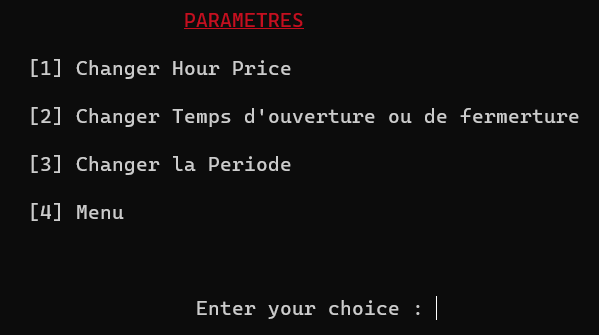 PARAMETRES
[1] Changer Hour Price
[2] Changer Temps d'ouverture ou de fermerture
[3] Changer la Periode
[4] Menu
Enter your choice :